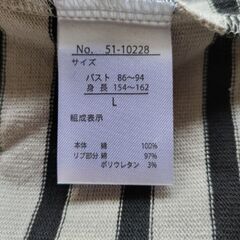 No. 51-10228
サイズ
バスト 86～94
身長 154～162
L
組成表示
本体 綿 100%
リブ部分 綿 97%
ポリウレタン 3%